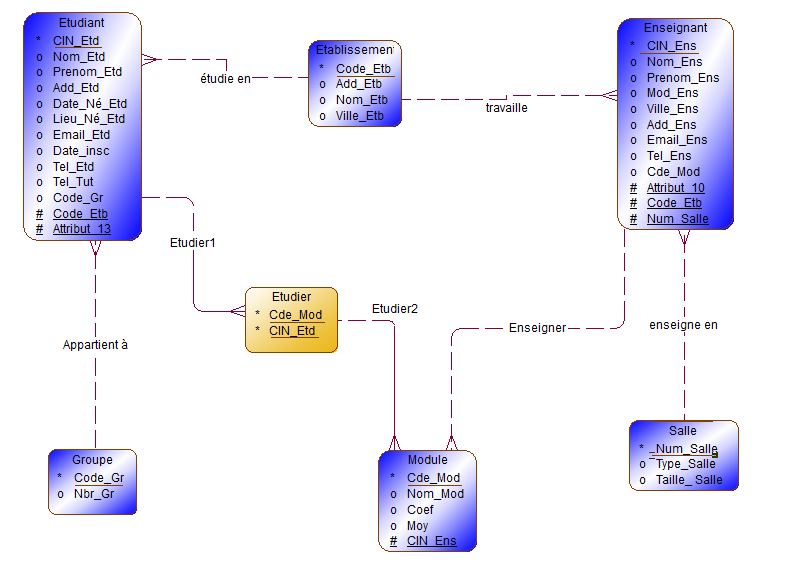 Etudiant
* CIN_Etd
o Nom_Etd
o Prenom_Etd
o Add_Etd
o Date_Né_Etd
o Lieu_Né_Etd
o Email_Etd
o Date_insc
o Tel_Etd
o Tel_Tut
o Code_Gr
# Code_Etb
# Attribut_13
étudie en
Etablissement
* Code_Etb
o Add_Etb
o Nom_Etb
o Ville_Etb
travaille
Enseignant
* CIN_Ens
o Nom_Ens
o Prenom_Ens
o Mod_Ens
o Ville_Ens
o Add_Ens
o Email_Ens
o Tel_Ens
o Cde_Mod
# Attribut_10
# Code_Etb
# Num_Salle
Etudier1
Etudier
* Cde_Mod
* CIN_Etd
Etudier2
Enseigner
enseigne en
Appartient à
Groupe
* Code_Gr
o Nbr_Gr
Module
* Cde_Mod
o Nom_Mod
o Coef
o Moy
# CIN_Ens
Salle
* _Num_Salle
o Type_Salle
o Taille_ Salle